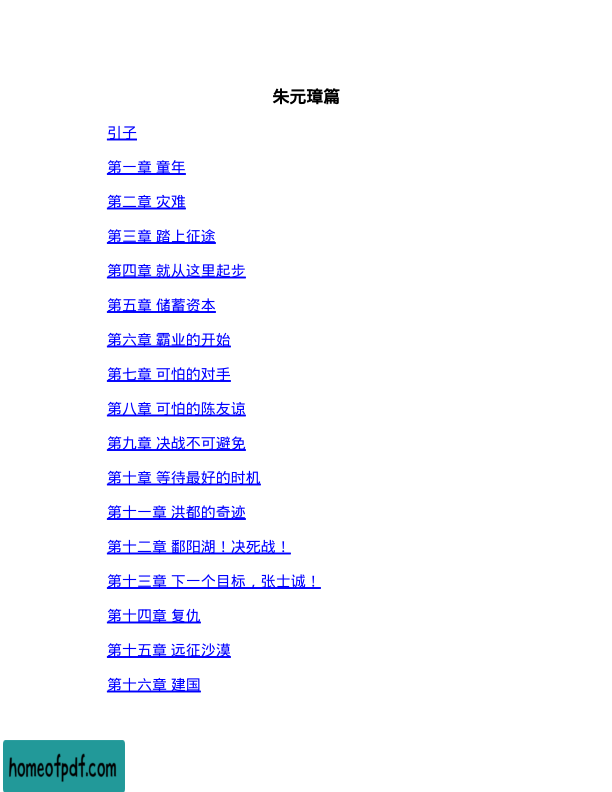 朱元璋篇
引子
第一章 童年
第二章 灾难
第三章 踏上征途
第四章 就从这里起步
第五章 储蓄资本
第六章 霸业的开始
第七章 可怕的对手
第八章 可怕的陈友谅
第九章 决战不可避免
第十章 等待最好的时机
第十一章 洪都的奇迹
第十二章 鄱阳湖！决死战！
第十三章 下一个目标，张士诚！
第十四章 复仇
第十五章 远征沙漠
第十六章 建国
homeofpdf.com